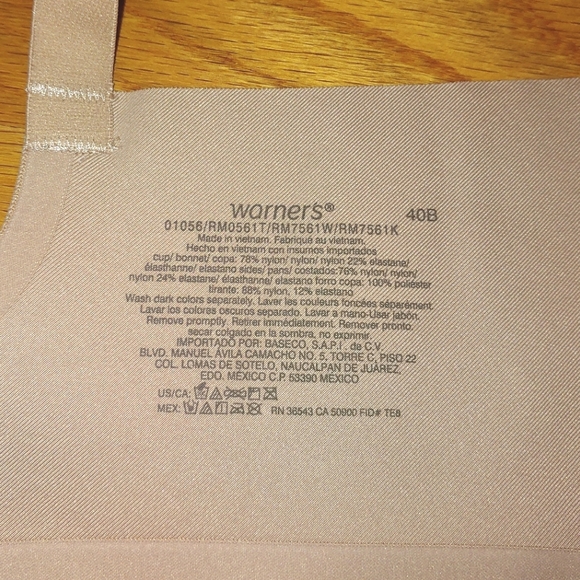 warner's®
40B
01056/RM0561T/RM7561W/RM7561K
Made in vietnam. Fabriqué au vietnam.
Hecho en vietnam con insumos importados
cup/ bonnet/ copa: 78% nylon/ nylon/ nylon 22% elastane/
élasthanne/ elastano sides/ pans/ costados:76% nylon/ nylon/
nylon 24% elastane/ élasthanne/ elastano forro copa: 100% poliéster
tirante: 88% nylon, 12% elastano
Wash dark colors separately. Laver les couleurs foncées séparément.
Lavar los colores oscuros separado. Lavar a mano-Usar jabón.
Remove promptly. Retirer immédiatement. Remover pronto.
secar colgado en la sombra, no exprimir.
IMPORTADO POR: BASECO, S.A.P.I. de C.V.
BLVD. MANUEL ÁVILA CAMACHO NO. 5, TORRE C, PISO 22
COL. LOMAS DE SOTELO, NAUCALPAN DE JUÁREZ,
EDO. MÉXICO C.P. 53390 MÉXICO
US/CA:
MEX: RN 36543 CA 50900 FID# TE8